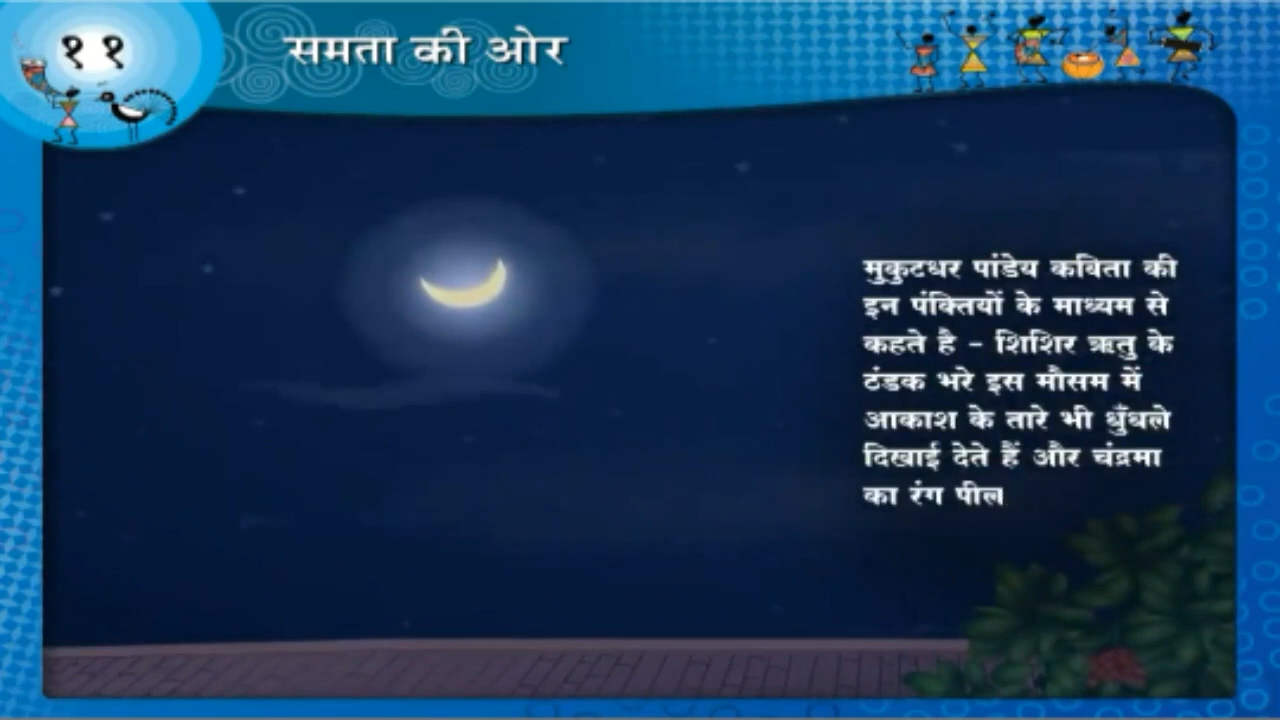 ११
समता की ओर
मुकुटधर पांडेय कविता की
इन पंक्तियों के माध्यम से
कहते है - शिशिर ऋतु के
टंडक भरे इस मौसम में
आकाश के तारे भी धुँधले
दिखाई देते हैं और चंद्रमा
का रंग पील